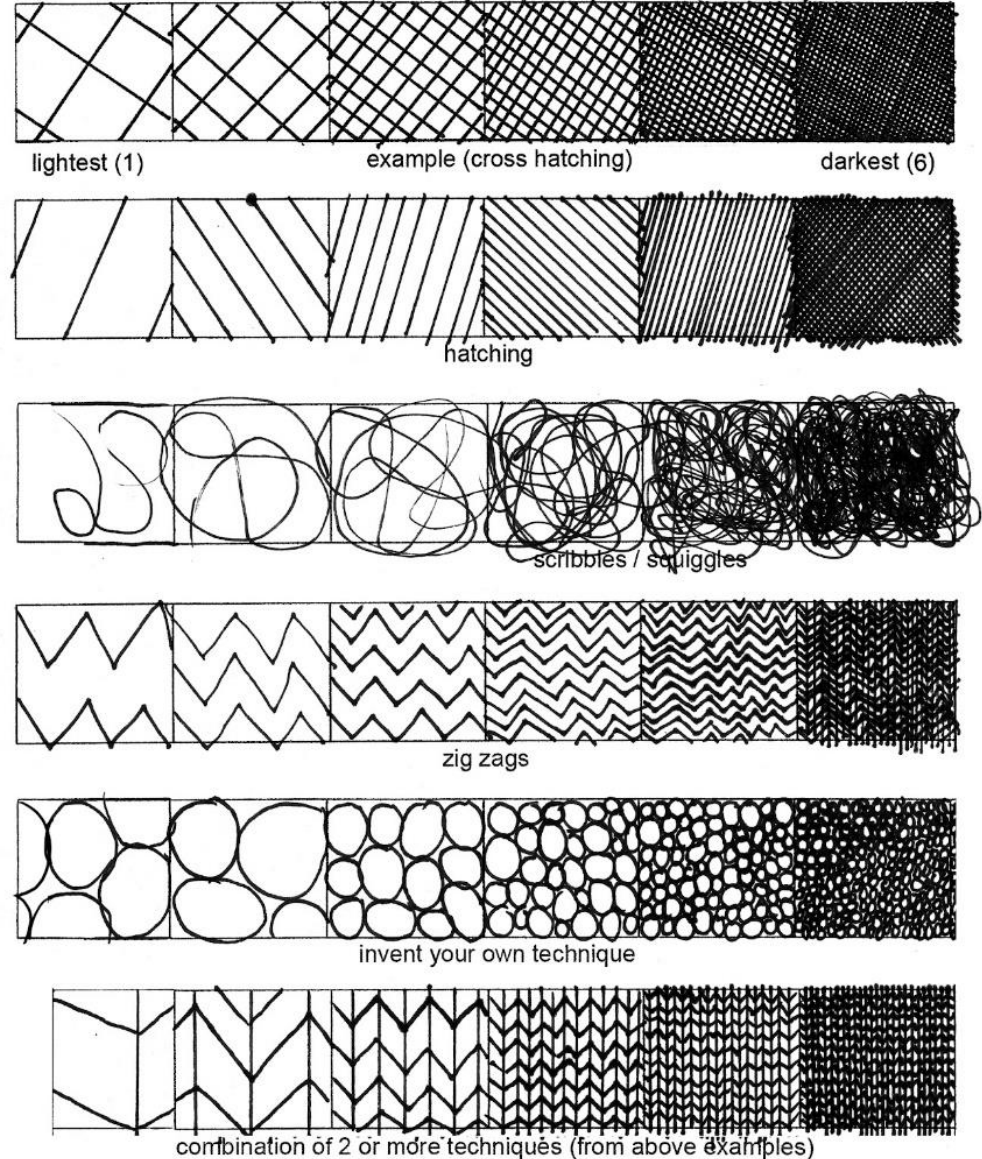 lightest (1)
example (cross hatching)
darkest (6)
hatching
scribbles / squiggles
zig zags
invent your own technique
combination of 2 or more techniques (from above examples)